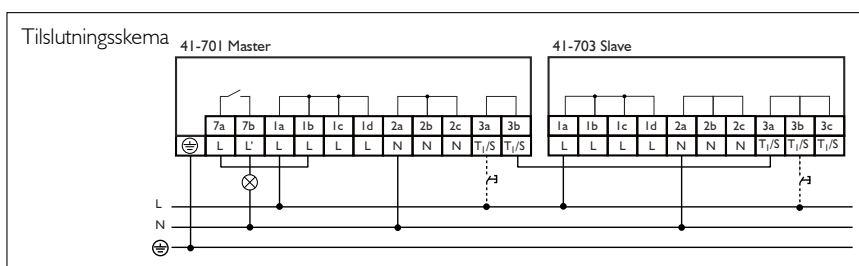 Tilslutningsskema
41-701 Master
41-703 Slave
7a 7b 1a 1b 1c 1d 2a 2b 2c 3a 3b
L L' L L L L N N N T1/S T1/S
1a 1b 1c 1d 2a 2b 2c 3a 3b 3c
L L L L N N N T1/S T1/S T1/S
L
N